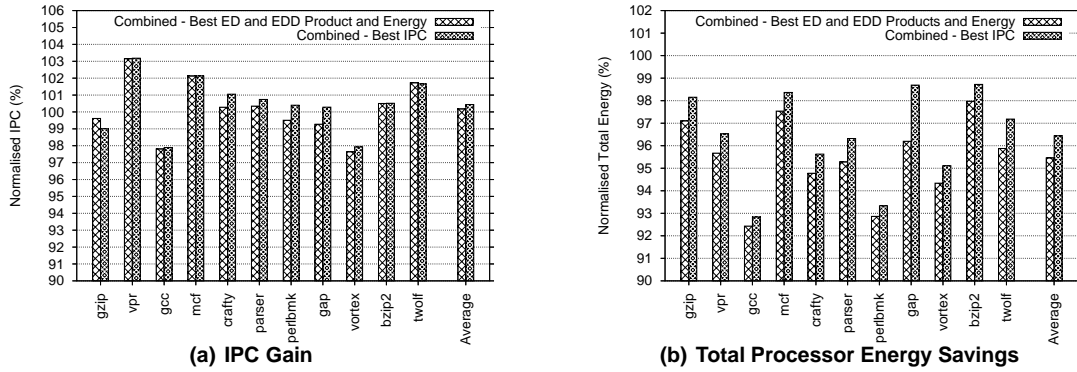 106
105
104
103
102
101
100
99
98
97
96
95
94
93
92
91
90
Normalised IPC (%)
Combined - Best ED and EDD Product and Energy
Combined - Best IPC
gzip
vpr
gcc
mcf
crafty
parser
perlbmk
gap
vortex
bzip2
twolf
Average
(a) IPC Gain
102
101
100
99
98
97
96
95
94
93
92
91
90
Normalised Total Energy (%)
Combined - Best ED and EDD Products and Energy
Combined - Best IPC
gzip
vpr
gcc
mcf
crafty
parser
perlbmk
gap
vortex
bzip2
twolf
Average
(b) Total Processor Energy Savings